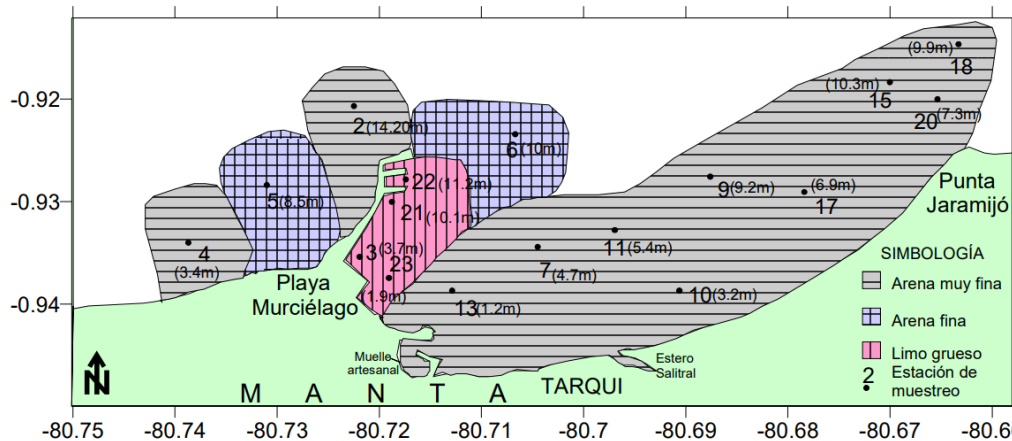 -0.92
-0.93
-0.94
(9.9m)
18
(10.3m)
15
20(7.3m)
2(14.20m)
6(10m)
22(11.2m)
9(9.2m)
(6.9m)
17
5(8.5m)
21(10.1m)
4
(3.4m)
3(3.7m)
23
(1.9m)
11(5.4m)
7(4.7m)
13(1.2m)
10(3.2m)
Punta
Jaramijó
Playa
Murciélago
Muelle
artesanal
Estero
Salitral
M A N T A
TARQUI
N
SIMBOLOGÍA
Arena muy fina
Arena fina
Limo grueso
2 Estación de
muestreo
-80.75 -80.74 -80.73 -80.72 -80.71 -80.7 -80.69 -80.68 -80.67